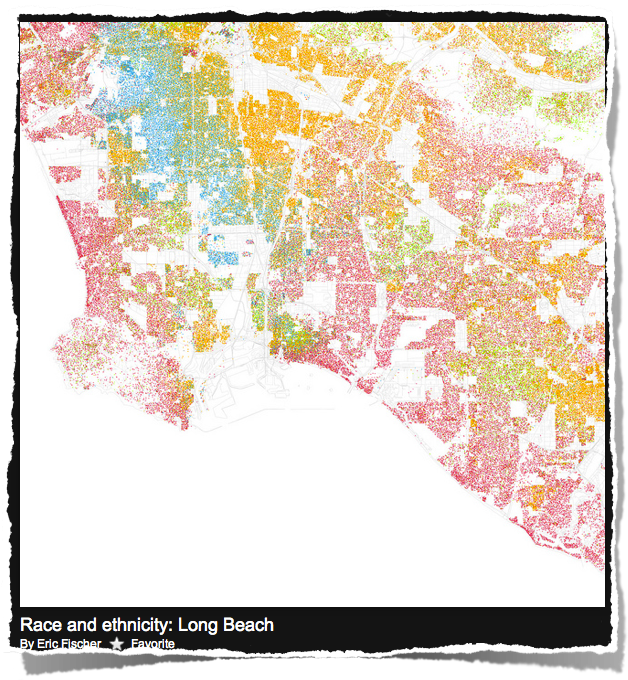 Race and ethnicity: Long Beach
By Eric Fischer Favorite